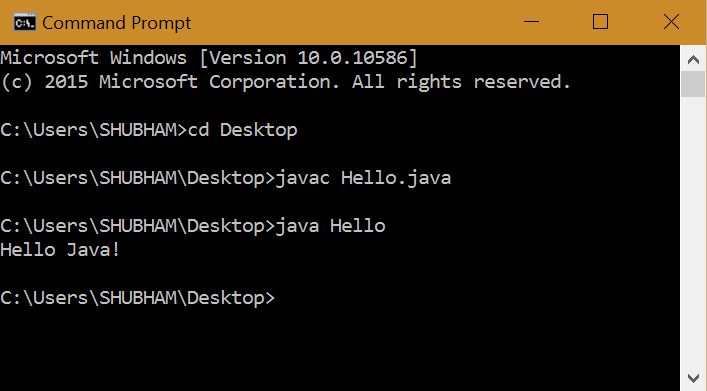 Command Prompt
Microsoft Windows [Version 10.0.10586]
(c) 2015 Microsoft Corporation. All rights reserved.
C:\Users\SHUBHAM>cd Desktop
C:\Users\SHUBHAM\Desktop>javac Hello.java
C:\Users\SHUBHAM\Desktop>java Hello
Hello Java!
C:\Users\SHUBHAM\Desktop>